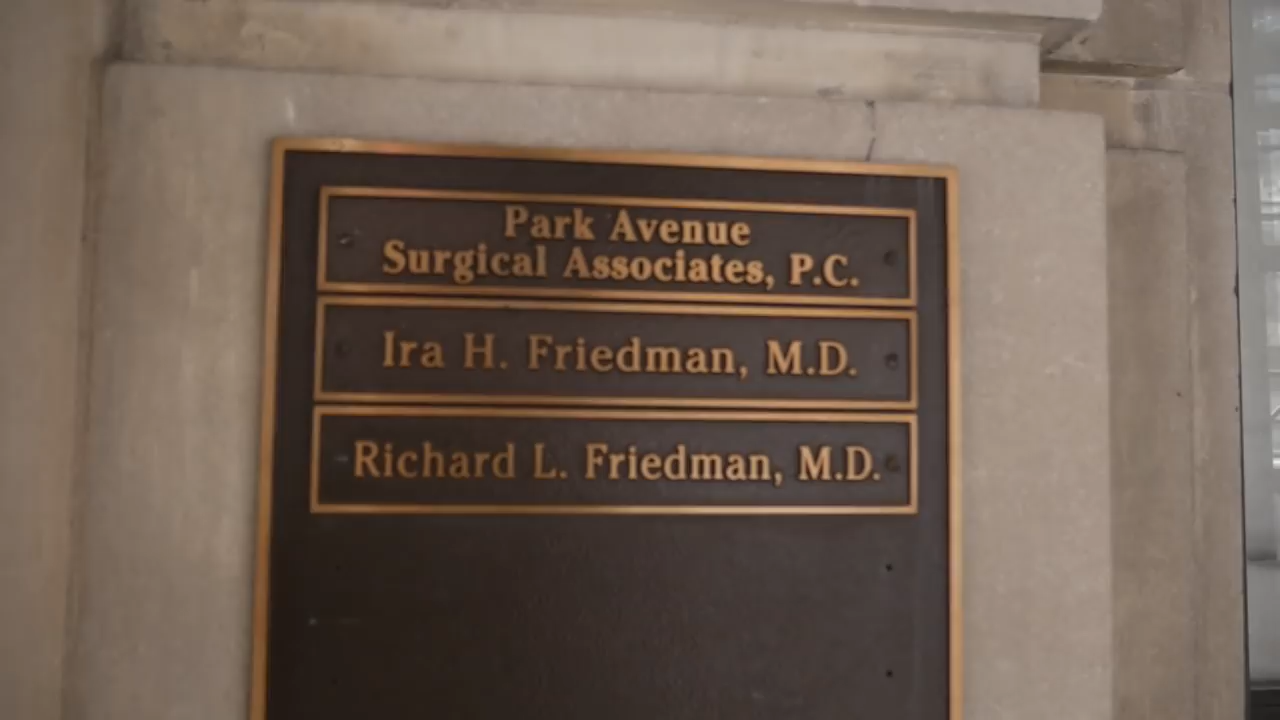 Park Avenue
Surgical Associates, P.C.
Ira H. Friedman, M.D.
Richard L. Friedman, M.D.